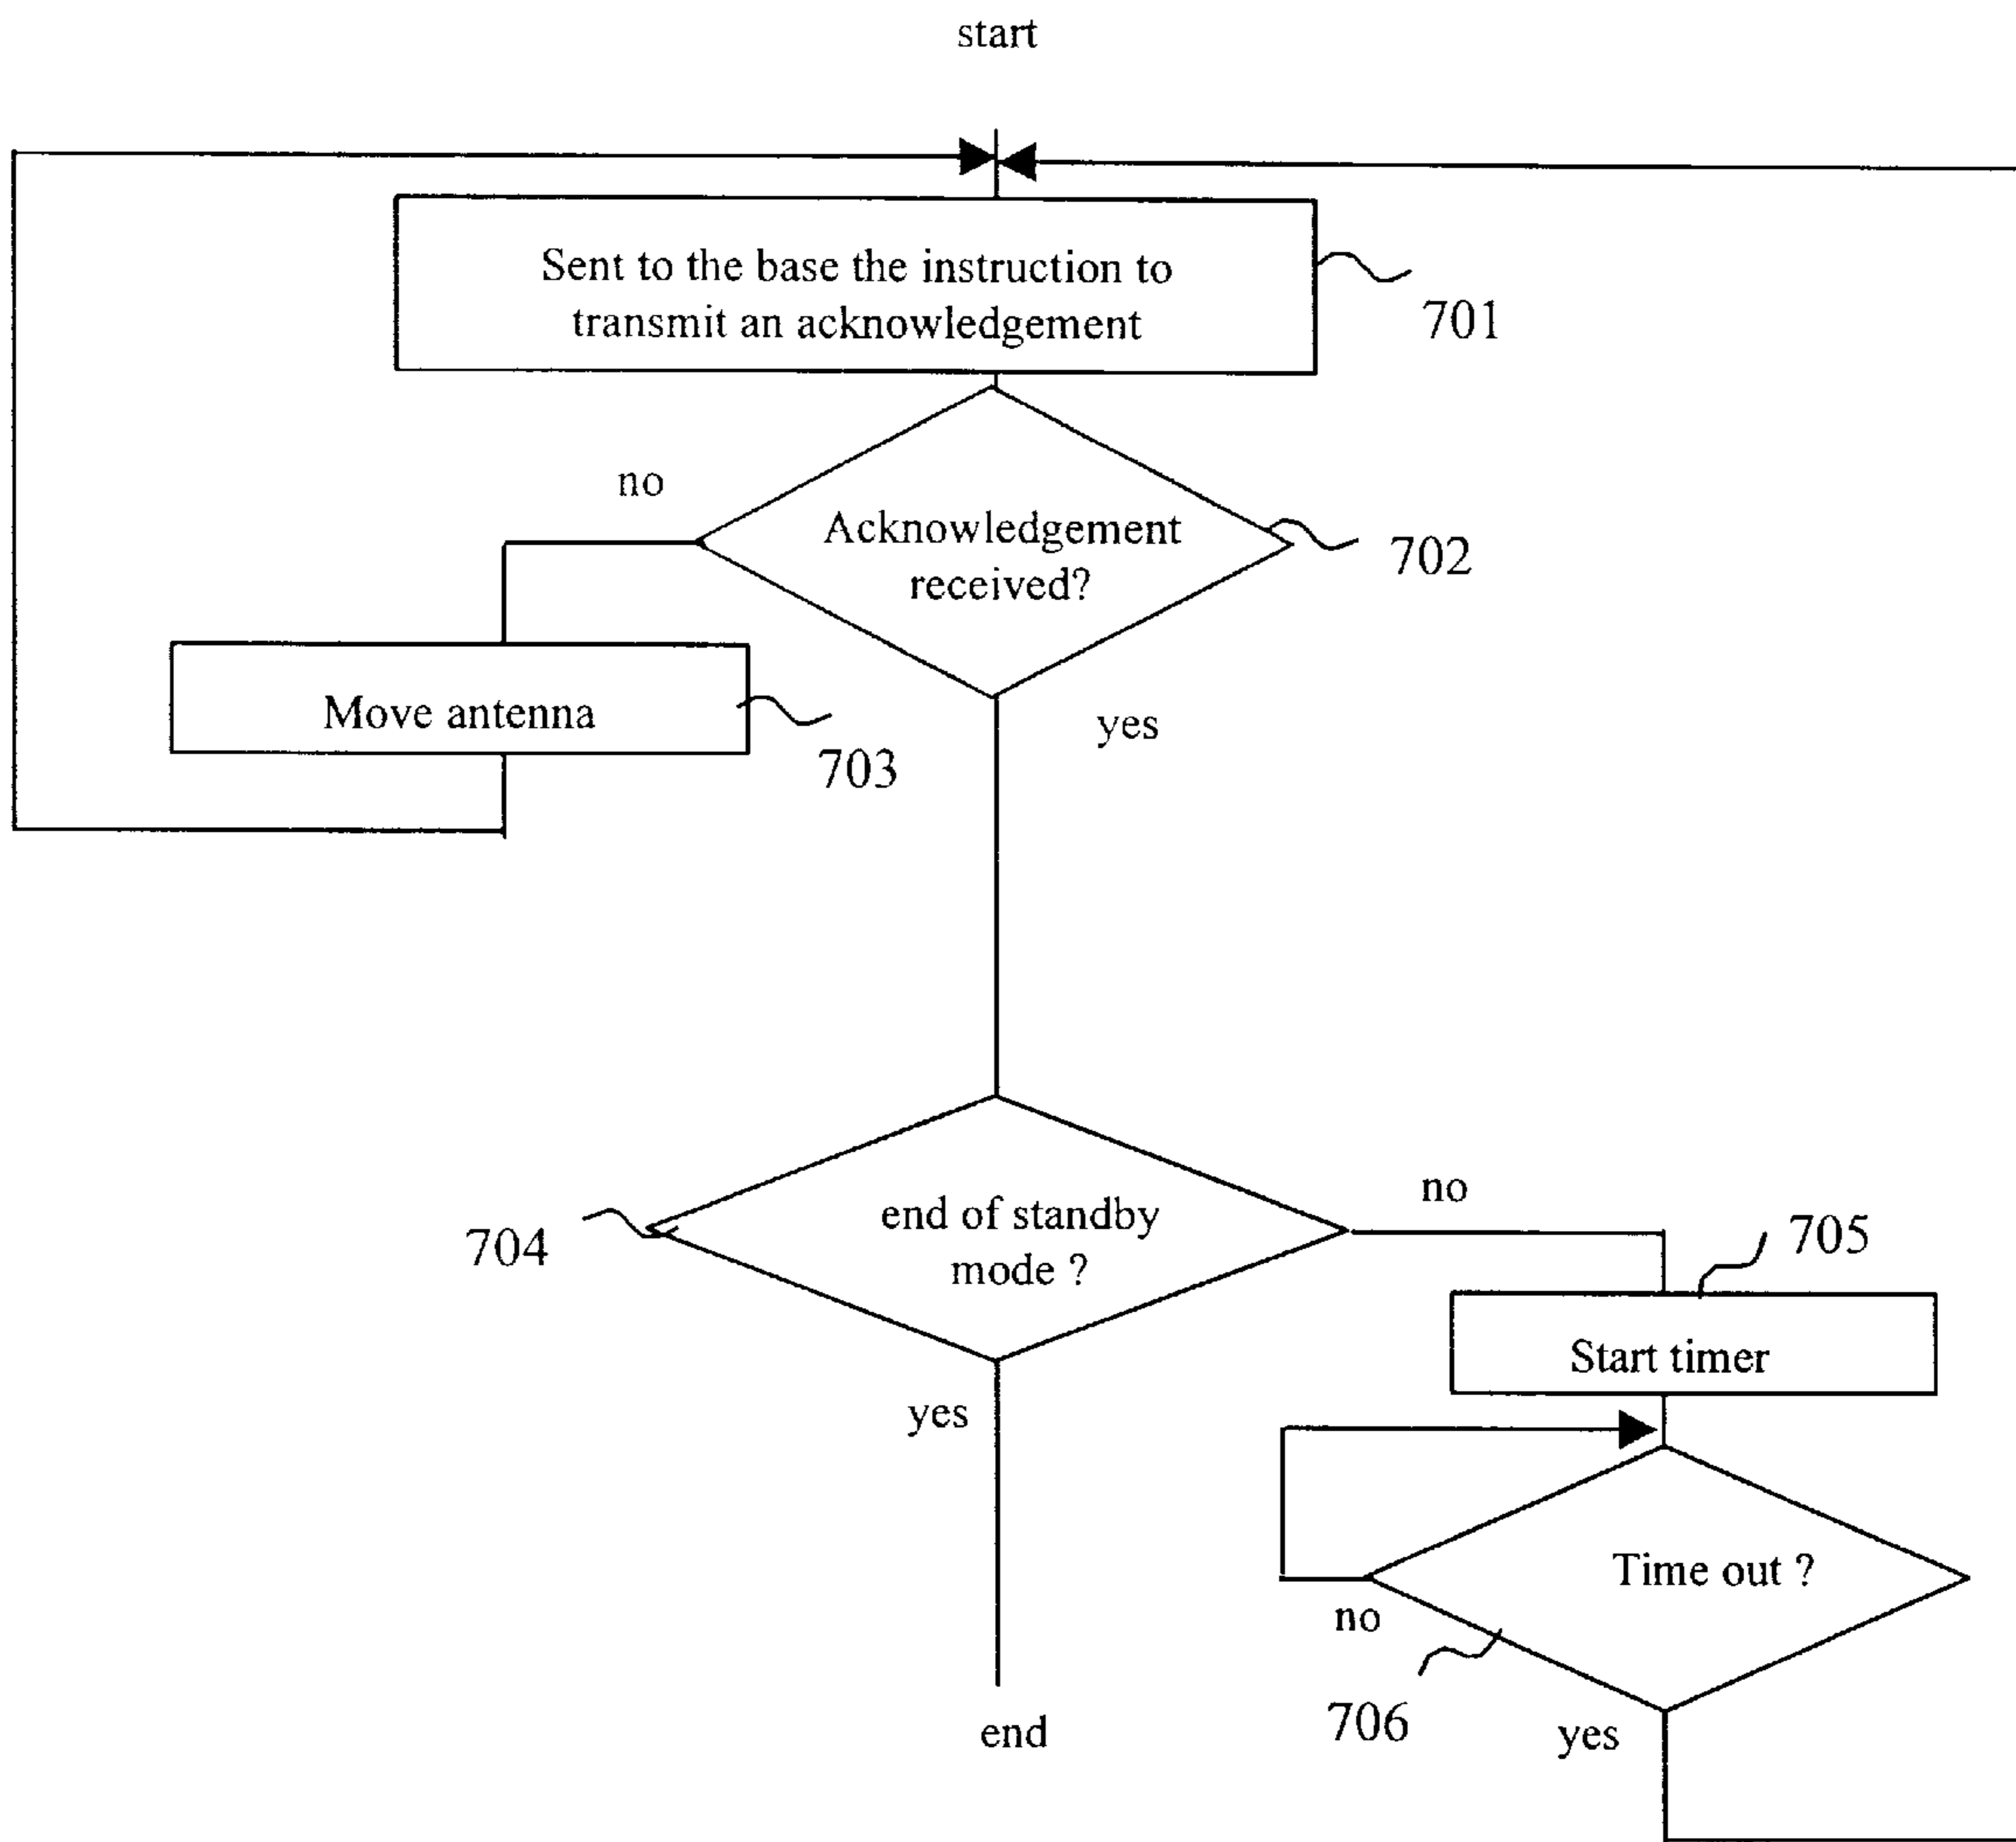 start
Sent to the base the instruction to
transmit an acknowledgement
701
no
Acknowledgement
received?
702
Move antenna
703
yes
end of standby
mode ?
704
no
705
Start timer
yes
Time out ?
no
706
yes
end